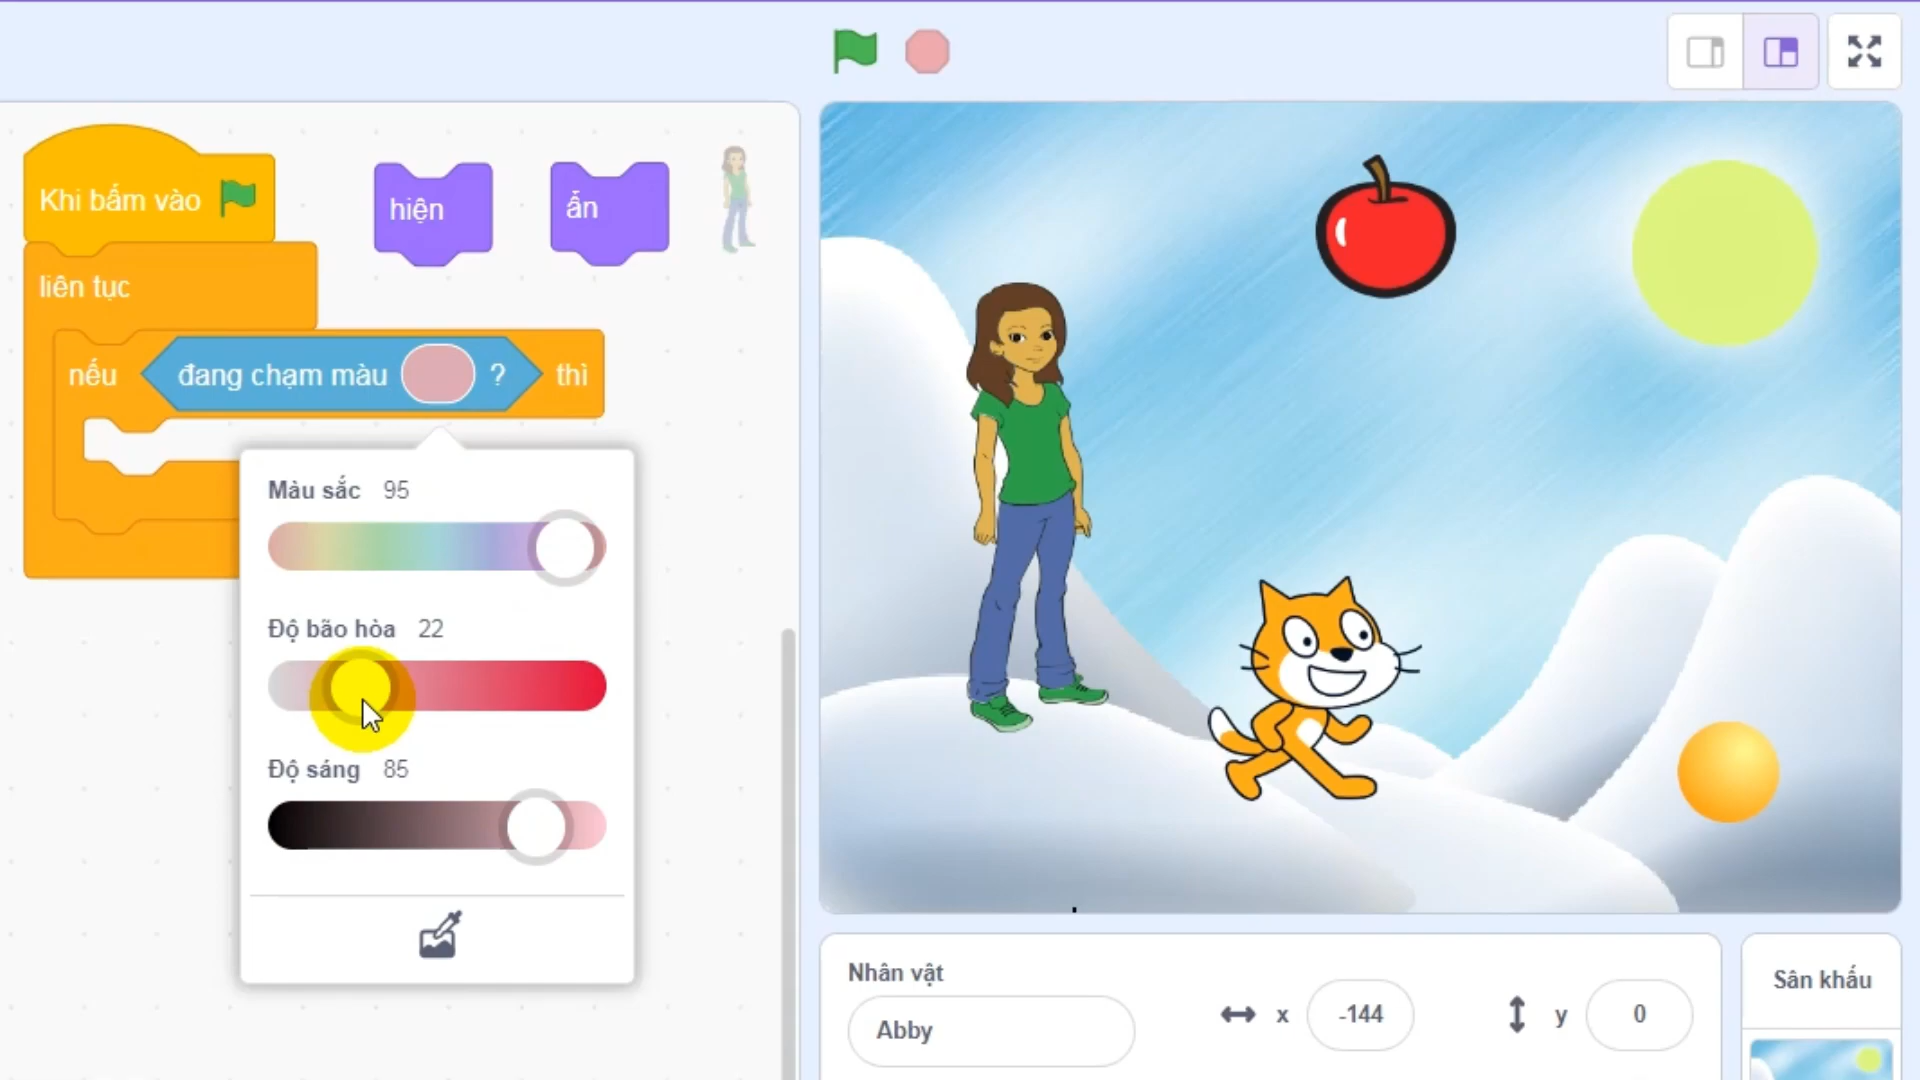 Khi bấm vào
hiện
ẩn
liên tục
nếu đang chạm màu ? thì
Màu sắc 95
Độ bão hòa 22
Độ sáng 85
Nhân vật
Abby
x -144
y 0
Sân khấu